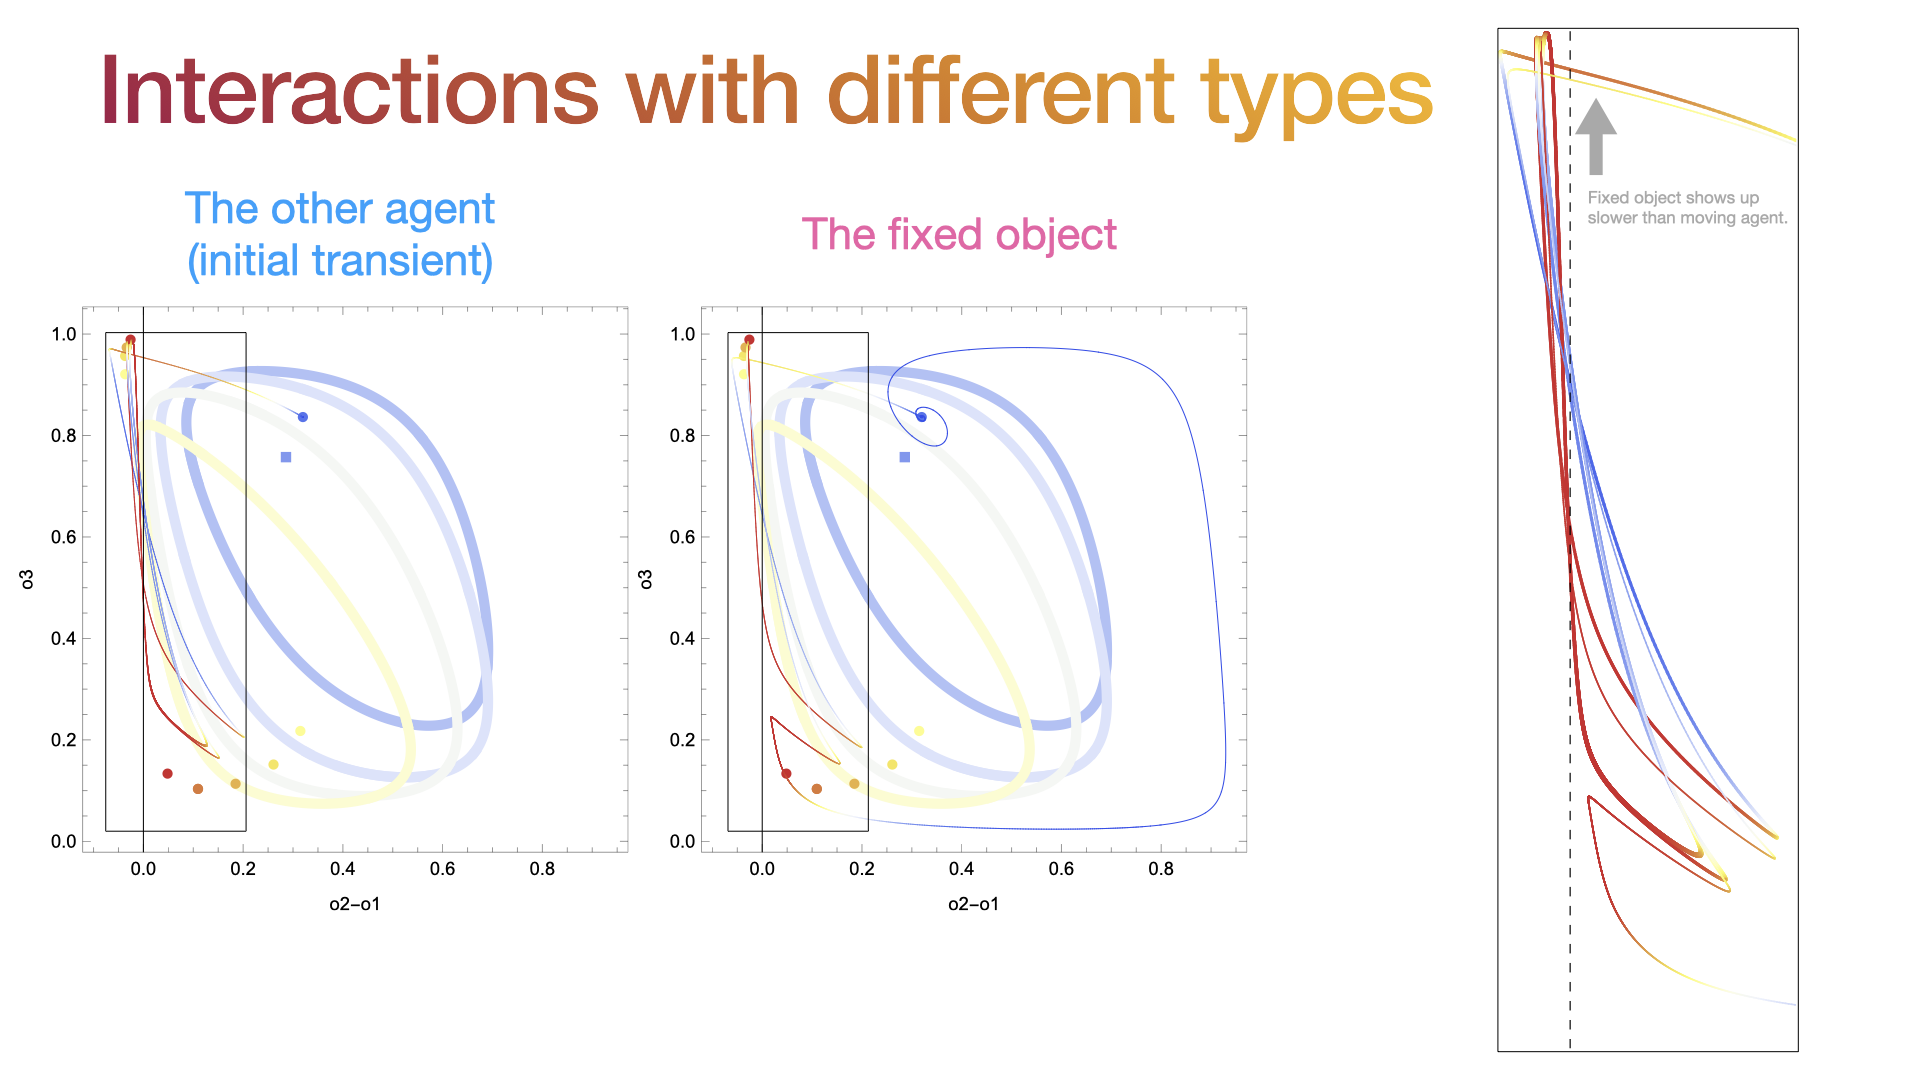 Interactions with different types
The other agent
(initial transient)
The fixed object
Fixed object shows up
slower than moving agent.
1.0
0.8
0.6
0.4
0.2
0.0
o3
0.0 0.2 0.4 0.6 0.8
o2−o1
1.0
0.8
0.6
0.4
0.2
0.0
o3
0.0 0.2 0.4 0.6 0.8
o2−o1